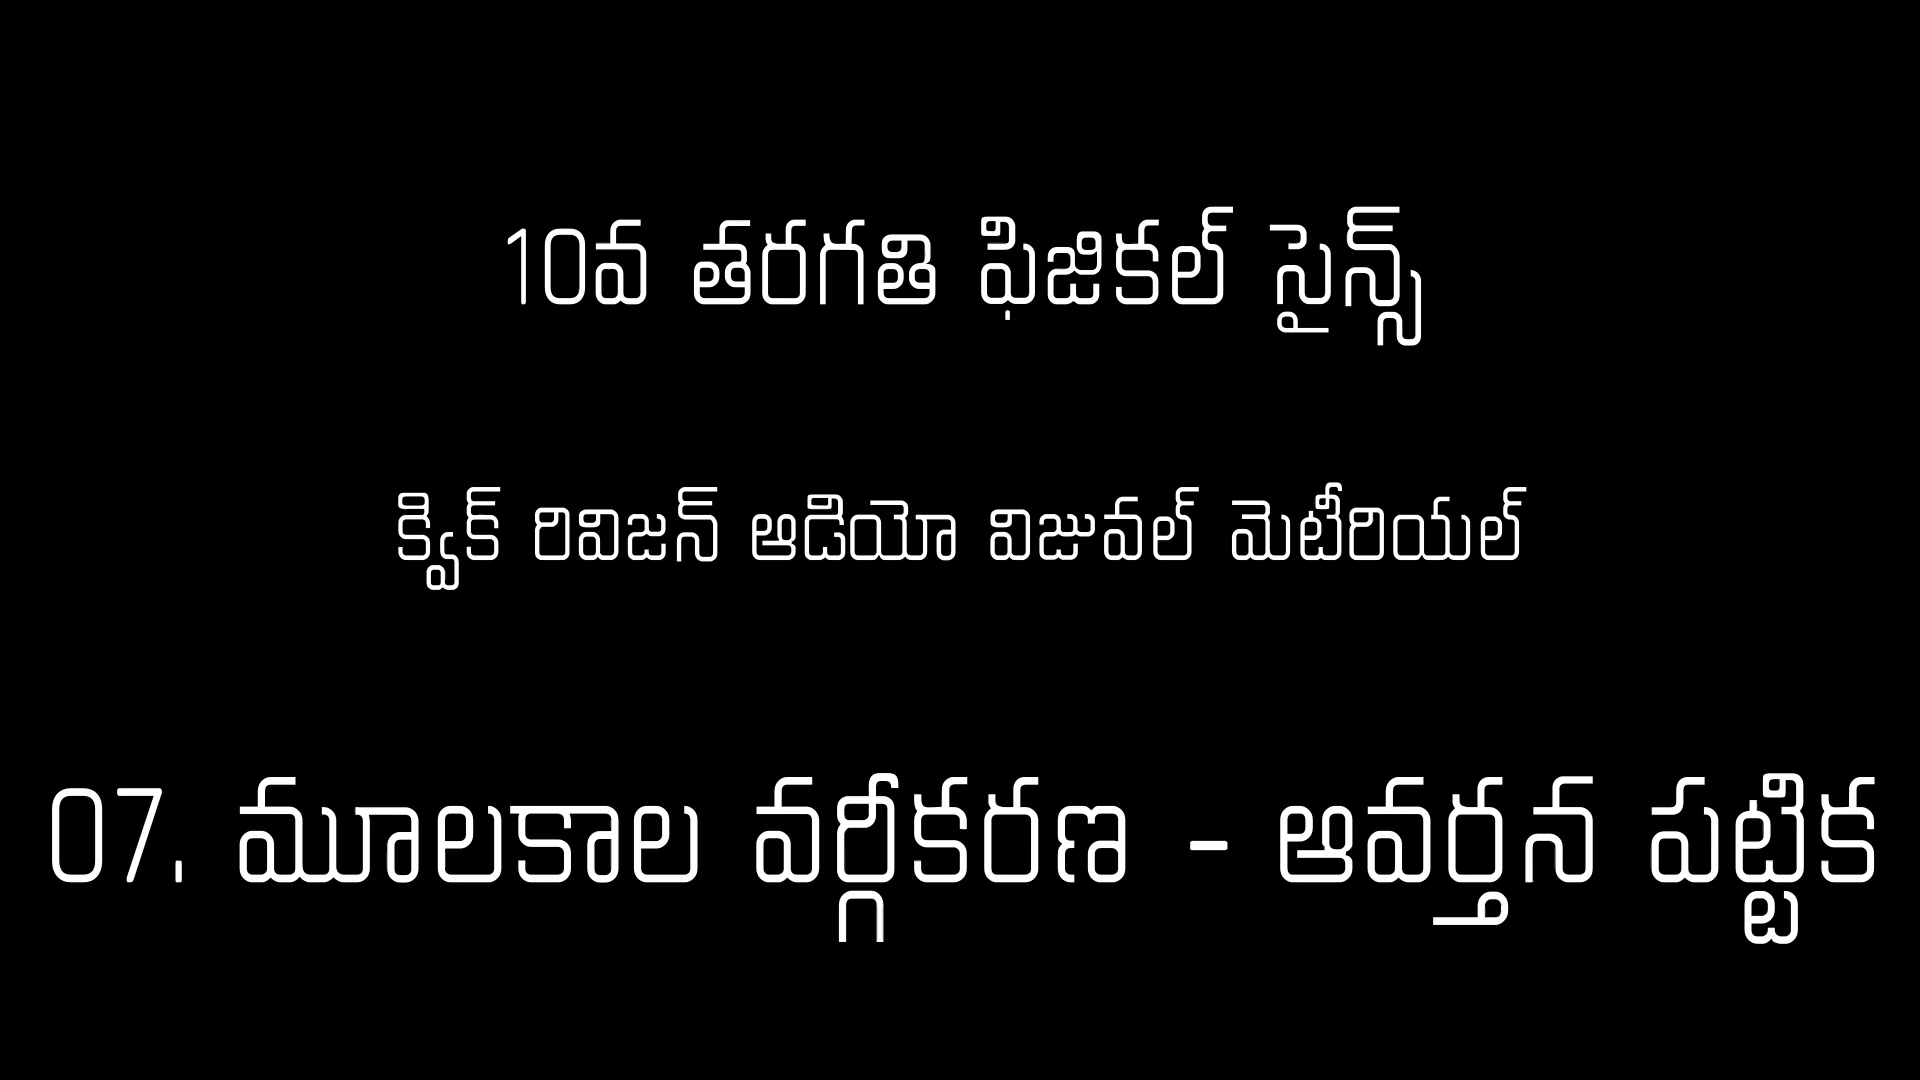 10వ తరగతి ఫిజికల్ సైన్స్
క్విక్ రివిజన్ ఆడియో విజువల్ మెటీరియల్
07. మూలకాల వర్గీకరణ - ఆవర్తన పట్టిక